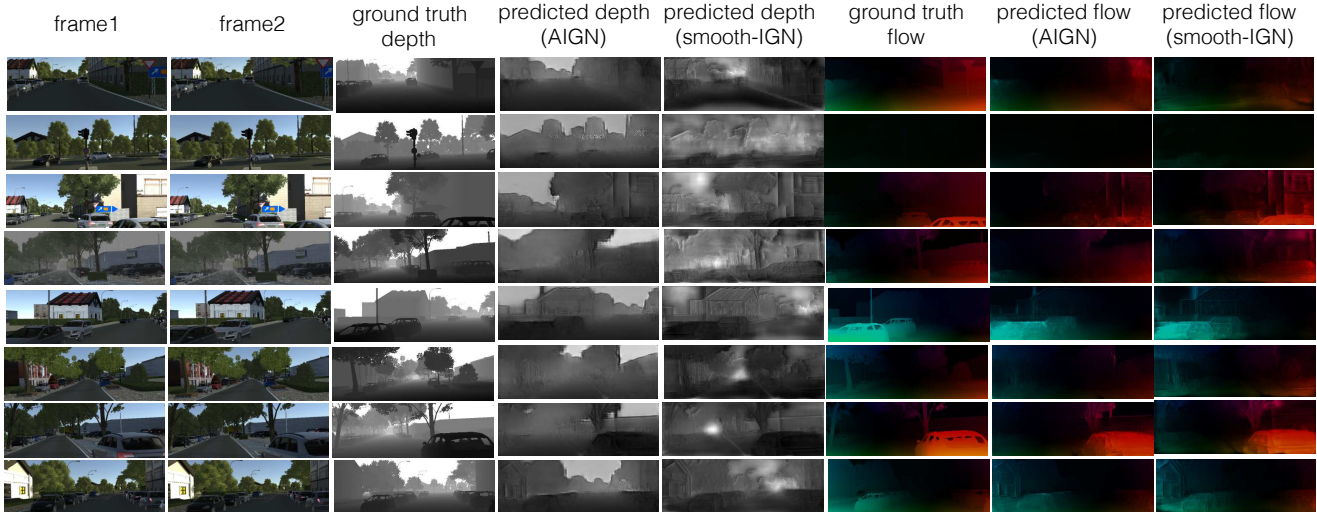 frame1
frame2
ground truth
depth
predicted depth
(AIGN)
predicted depth
(smooth-IGN)
ground truth
flow
predicted flow
(AIGN)
predicted flow
(smooth-IGN)